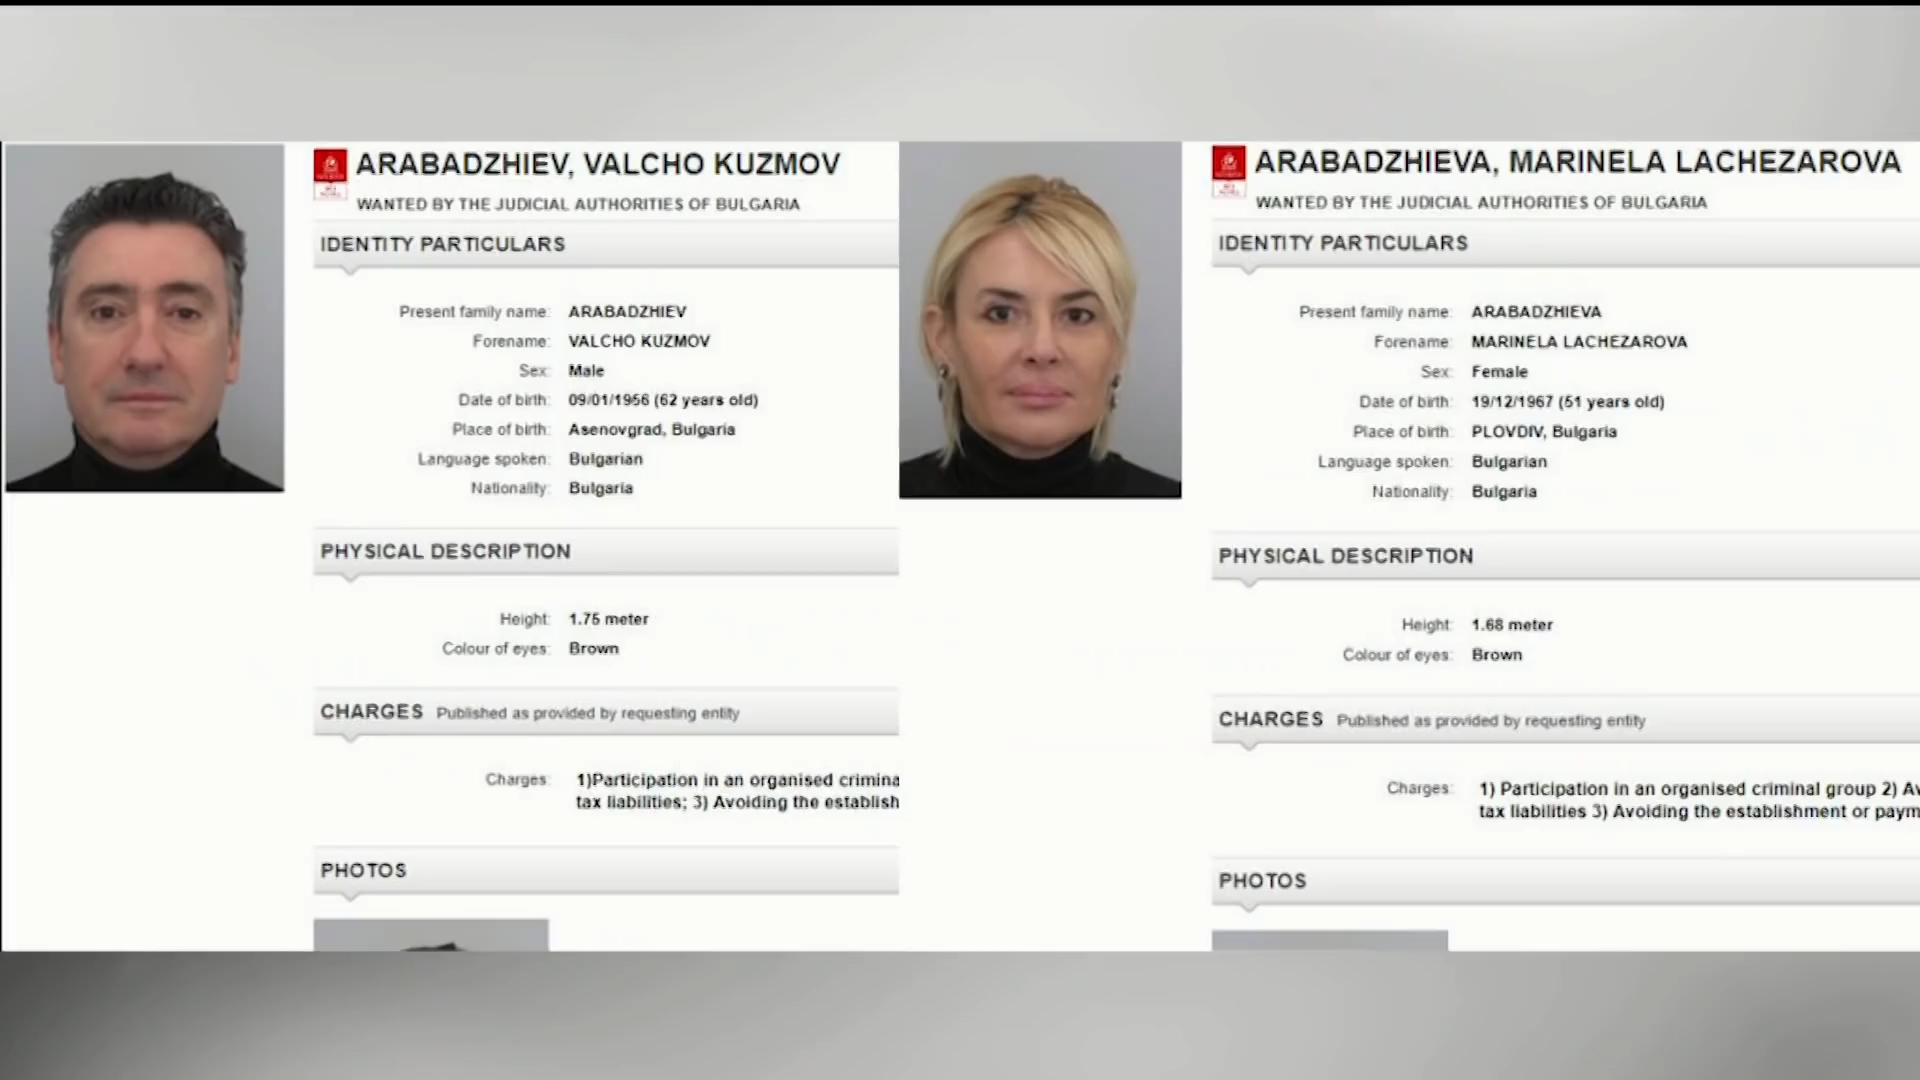 ARABADZHIEV, VALCHO KUZMOV
WANTED BY THE JUDICIAL AUTHORITIES OF BULGARIA
IDENTITY PARTICULARS
Present family name: ARABADZHIEV
Forename: VALCHO KUZMOV
Sex: Male
Date of birth: 09/01/1956 (62 years old)
Place of birth: Asenovgrad, Bulgaria
Language spoken: Bulgarian
Nationality: Bulgaria
PHYSICAL DESCRIPTION
Height: 1.75 meter
Colour of eyes: Brown
CHARGES Published as provided by requesting entity
Charges: 1)Participation in an organised crimina
tax liabilities; 3) Avoiding the establish
PHOTOS
ARABADZHIEVA, MARINELA LACHEZAROVA
WANTED BY THE JUDICIAL AUTHORITIES OF BULGARIA
IDENTITY PARTICULARS
Present family name: ARABADZHIEVA
Forename: MARINELA LACHEZAROVA
Sex: Female
Date of birth: 19/12/1967 (51 years old)
Place of birth: PLOVDIV, Bulgaria
Language spoken: Bulgarian
Nationality: Bulgaria
PHYSICAL DESCRIPTION
Height: 1.68 meter
Colour of eyes: Brown
CHARGES Published as provided by requesting entity
Charges: 1) Participation in an organised criminal group 2) Av
tax liabilities 3) Avoiding the establishment or paym
PHOTOS